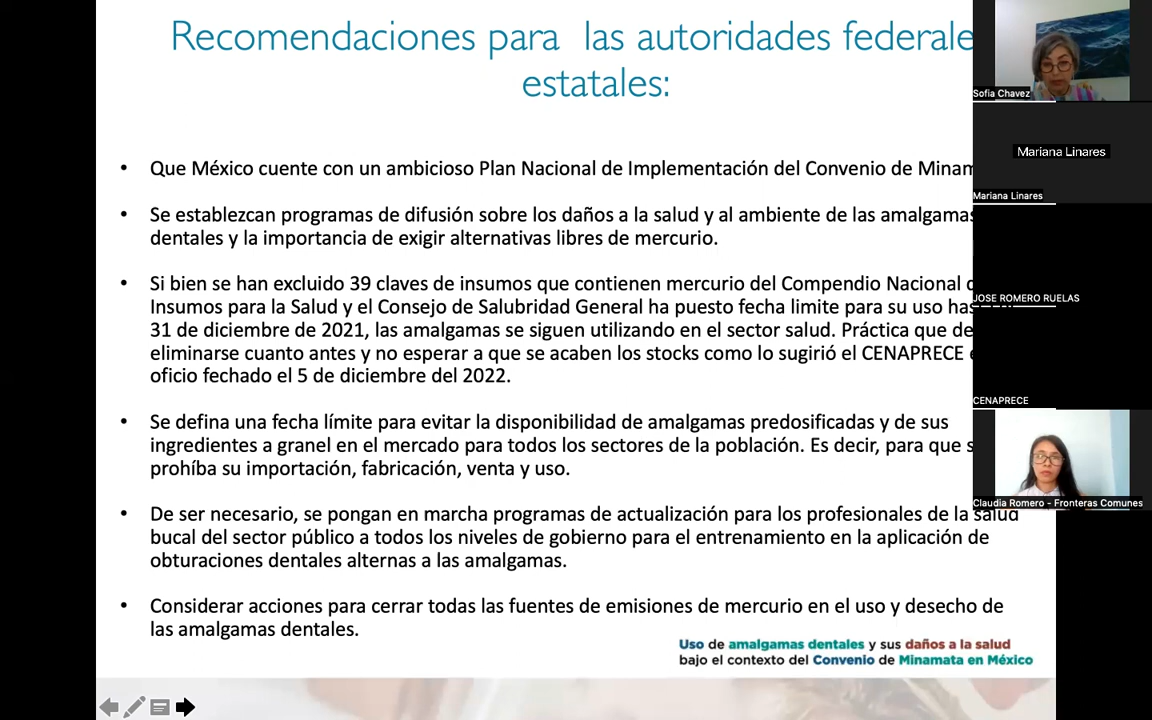 Recomendaciones para las autoridades federale
estatales:
• Que México cuente con un ambicioso Plan Nacional de Implementación del Convenio de Minam
• Se establezcan programas de difusión sobre los daños a la salud y al ambiente de las amalgamas
dentales y la importancia de exigir alternativas libres de mercurio.
• Si bien se han excluido 39 claves de insumos que contienen mercurio del Compendio Nacional d
Insumos para la Salud y el Consejo de Salubridad General ha puesto fecha limite para su uso has
31 de diciembre de 2021, las amalgamas se siguen utilizando en el sector salud. Práctica que de
eliminarse cuanto antes y no esperar a que se acaben los stocks como lo sugirió el CENAPRECE e
oficio fechado el 5 de diciembre del 2022.
• Se defina una fecha límite para evitar la disponibilidad de amalgamas predosificadas y de sus
ingredientes a granel en el mercado para todos los sectores de la población. Es decir, para que s
prohíba su importación, fabricación, venta y uso.
• De ser necesario, se pongan en marcha programas de actualización para los profesionales de la salud
bucal del sector público a todos los niveles de gobierno para el entrenamiento en la aplicación de
obturaciones dentales alternas a las amalgamas.
• Considerar acciones para cerrar todas las fuentes de emisiones de mercurio en el uso y desecho de
las amalgamas dentales.
Uso de amalgamas dentales y sus daños a la salud
bajo el contexto del Convenio de Minamata en México
Sofia Chavez
Mariana Linares
Mariana Linares
JOSE ROMERO RUELAS
CENAPRECE
Claudia Romero - Fronteras Comunes